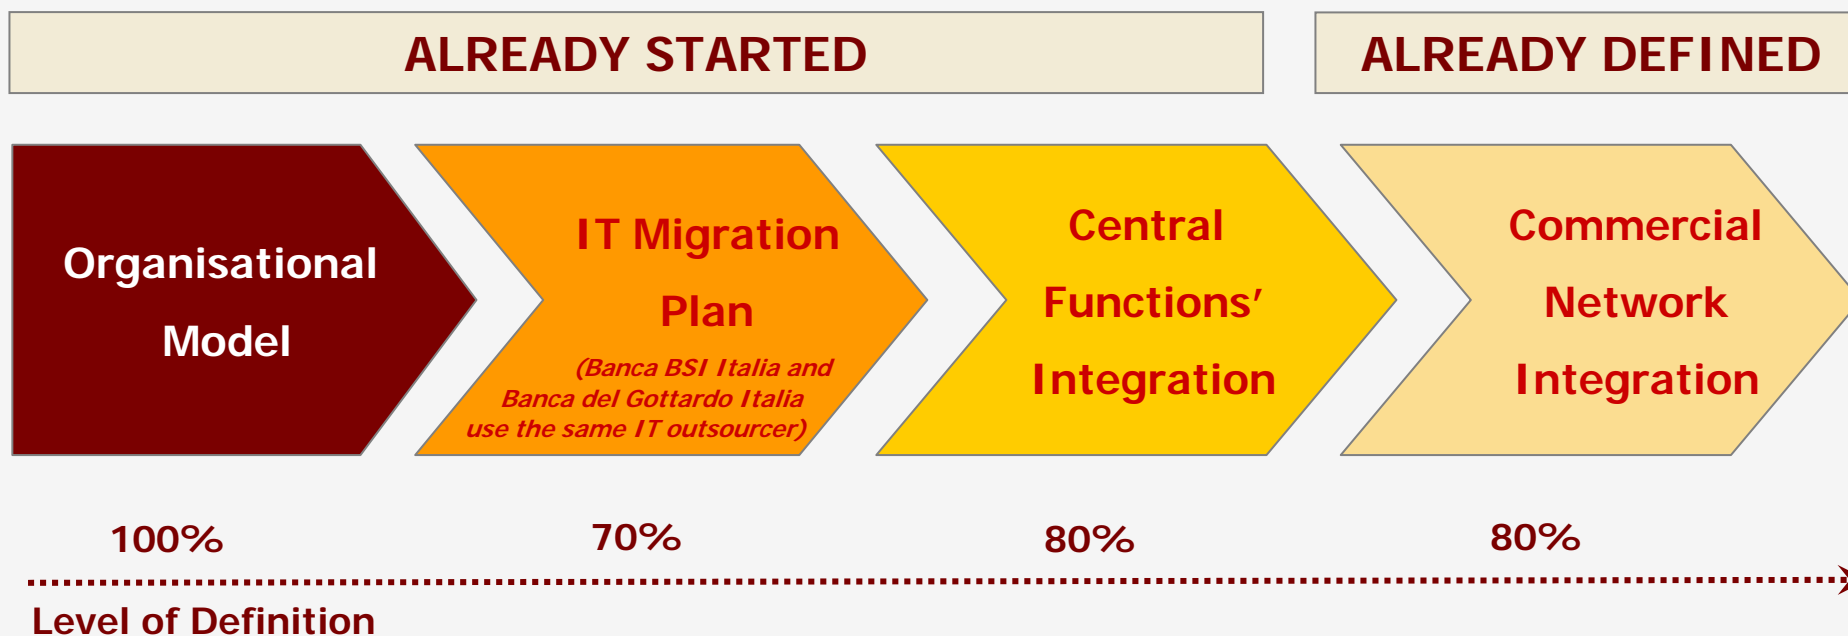 ALREADY STARTED
ALREADY DEFINED
Organisational
Model
IT Migration
Plan
(Banca BSI Italia and
Banca del Gottardo Italia
use the same IT outsourcer)
Central
Functions’
Integration
Commercial
Network
Integration
100%
70%
80%
80%
Level of Definition